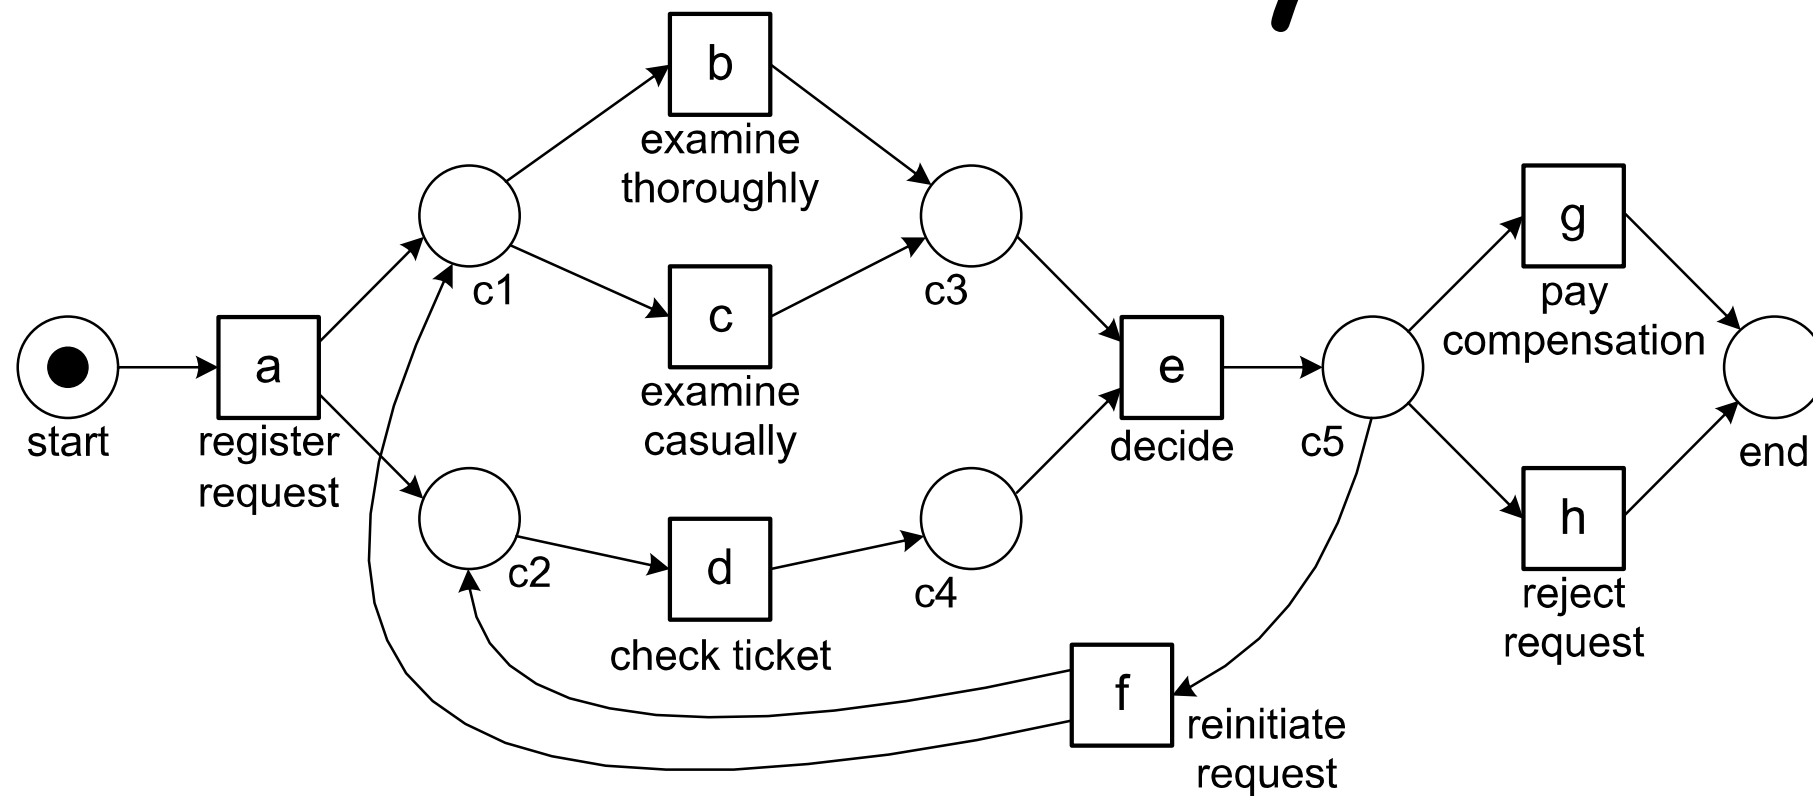 b
examine
thoroughly
c1
c3
c
examine
casually
start
a
register
request
e
decide
c5
g
pay
compensation
end
h
reject
request
c2
d
check ticket
c4
f
reinitiate
request